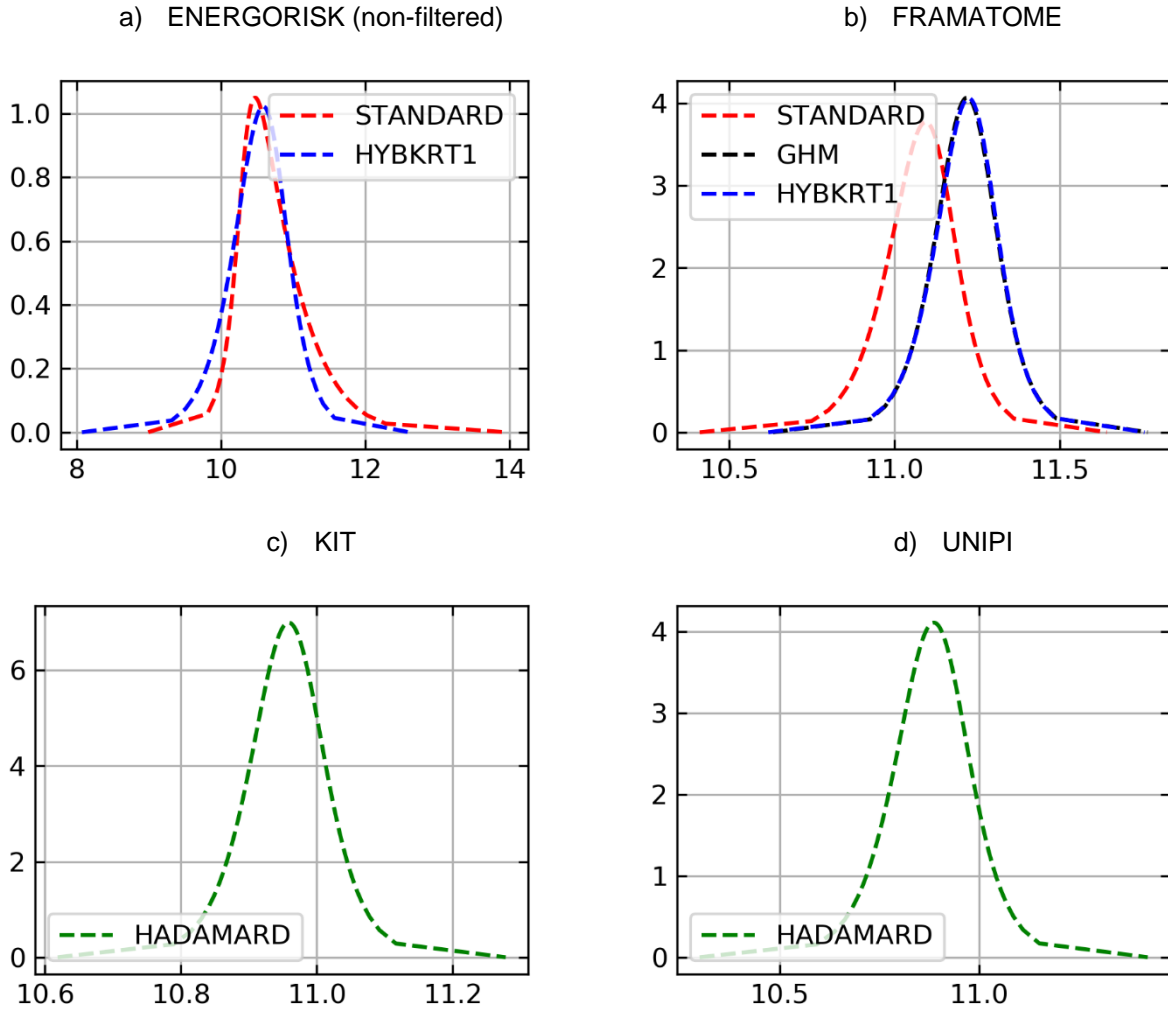 a) ENERGORISK (non-filtered)
1.0
0.8
0.6
0.4
0.2
0.0
8 10 12 14
STANDARD
HYBKRT1
b) FRAMATOME
4
3
2
1
0
10.5 11.0 11.5
STANDARD
GHM
HYBKRT1
c) KIT
6
4
2
0
10.6 10.8 11.0 11.2
HADAMARD
d) UNIPI
4
3
2
1
0
10.5 11.0
HADAMARD